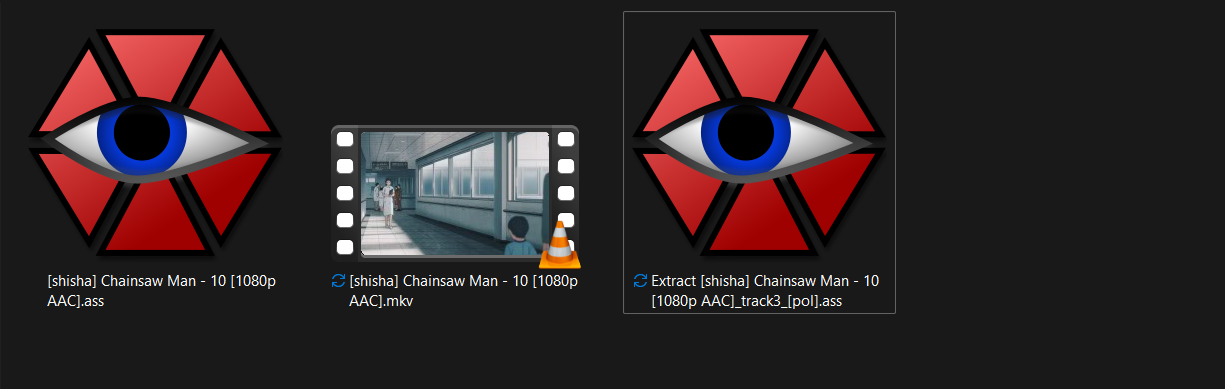 [shisha] Chainsaw Man - 10 [1080p
AAC].ass
[shisha] Chainsaw Man - 10 [1080p
AAC].mkv
Extract [shisha] Chainsaw Man - 10
[1080p AAC]_track3_[pol].ass